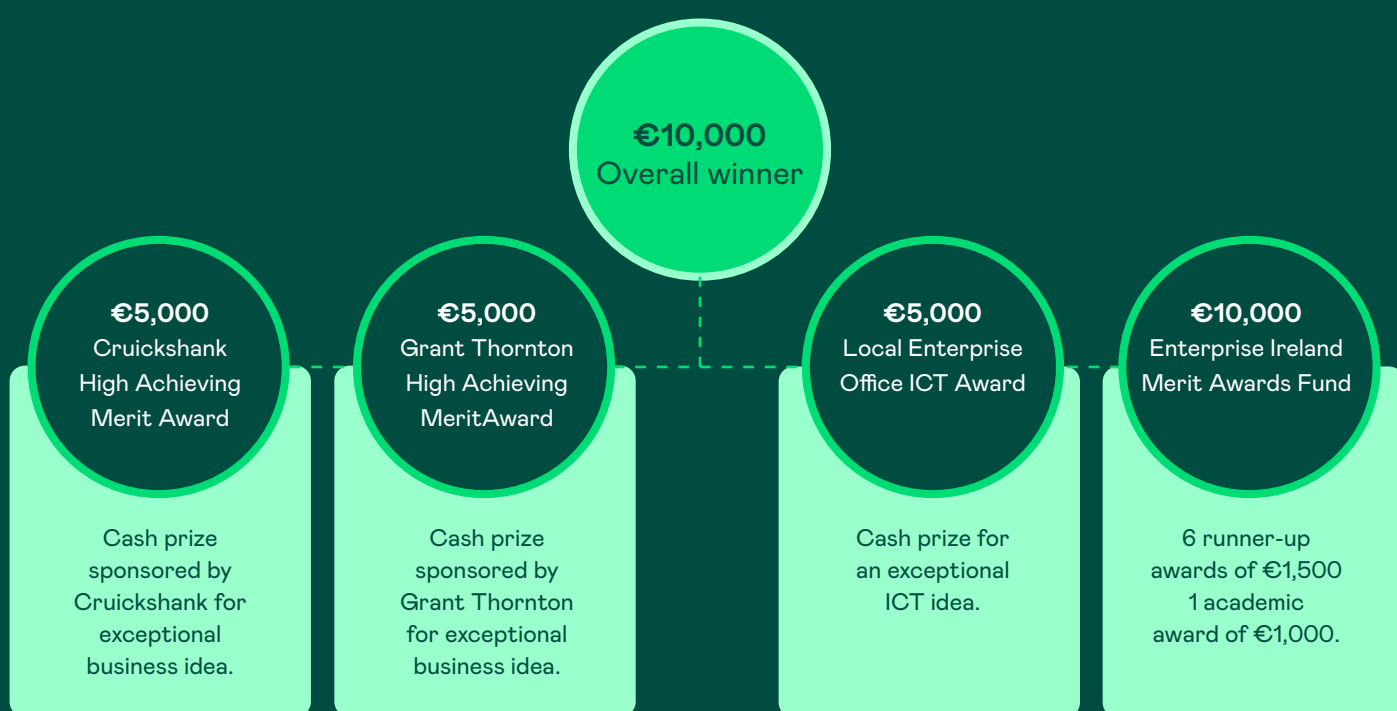 €10,000
Overall winner
€5,000
Cruickshank
High Achieving
Merit Award
Cash prize
sponsored by
Cruickshank for
exceptional
business idea.
€5,000
Grant Thornton
High Achieving
MeritAward
Cash prize
sponsored by
Grant Thornton
for exceptional
business idea.
€5,000
Local Enterprise
Office ICT Award
Cash prize for
an exceptional
ICT idea.
€10,000
Enterprise Ireland
Merit Awards Fund
6 runner-up
awards of €1,500
1 academic
award of €1,000.